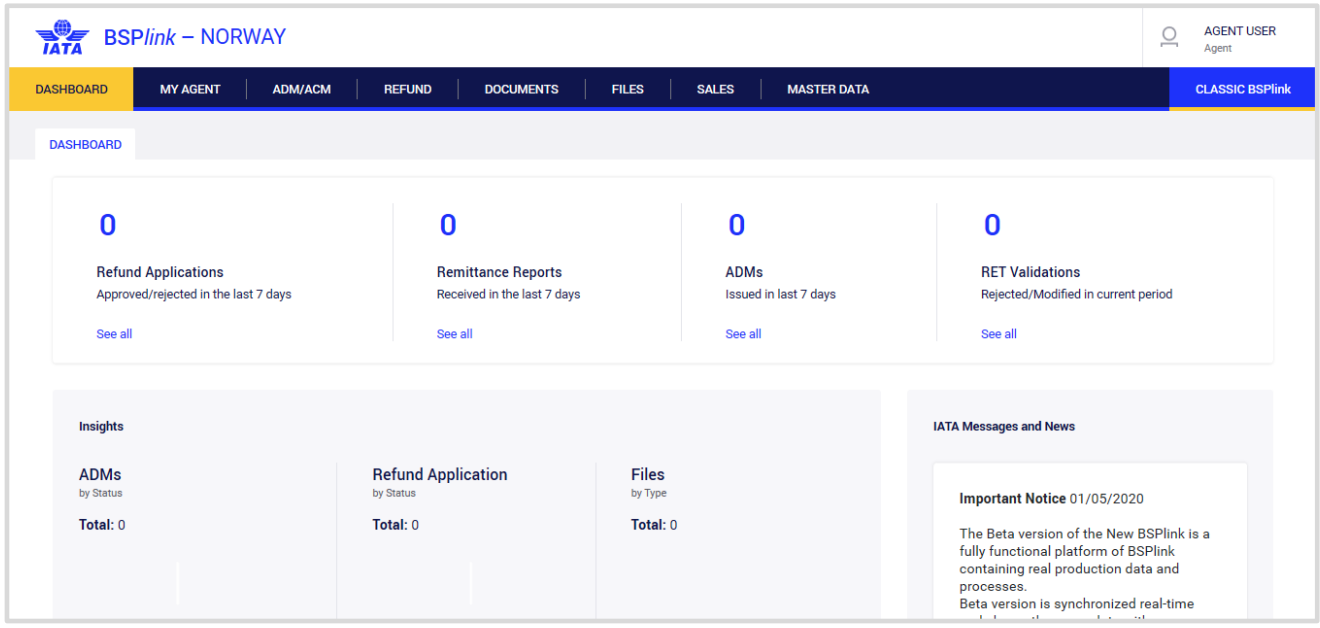 IATA
BSPlink – NORWAY
AGENT USER
Agent
DASHBOARD
MY AGENT
ADM/ACM
REFUND
DOCUMENTS
FILES
SALES
MASTER DATA
CLASSIC BSPlink
DASHBOARD
0
Refund Applications
Approved/rejected in the last 7 days
See all
0
Remittance Reports
Received in the last 7 days
See all
0
ADMs
Issued in last 7 days
See all
0
RET Validations
Rejected/Modified in current period
See all
Insights
ADMs
by Status
Total: 0
Refund Application
by Status
Total: 0
Files
by Type
Total: 0
IATA Messages and News
Important Notice 01/05/2020
The Beta version of the New BSPlink is a
fully functional platform of BSPlink
containing real production data and
processes.
Beta version is synchronized real-time